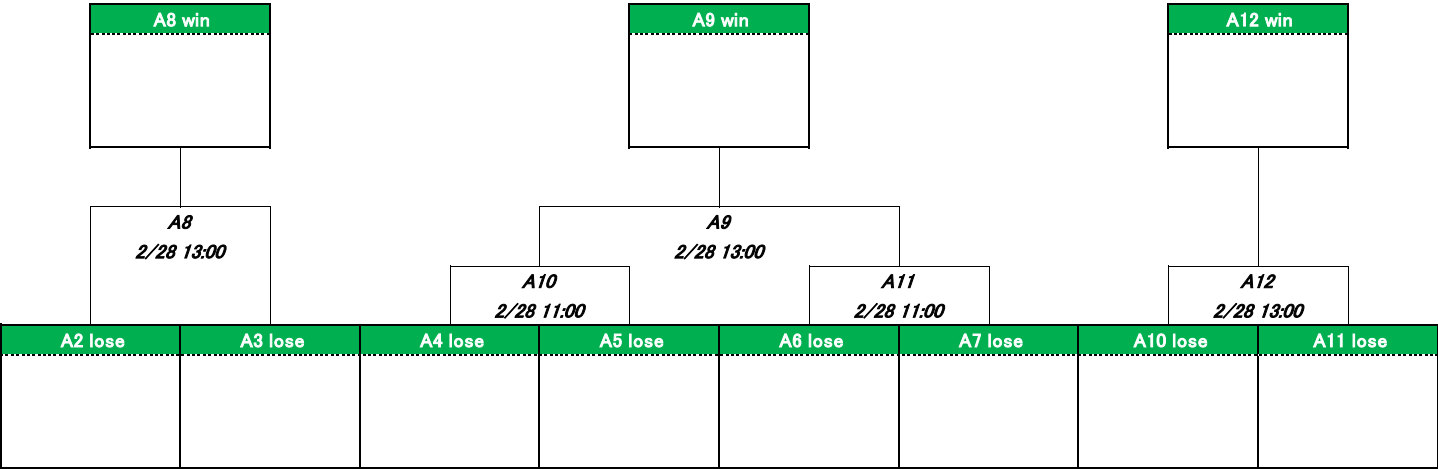 A8 win
A9 win
A12 win
A8
2/28 13:00
A9
2/28 13:00
A10
2/28 11:00
A11
2/28 11:00
A12
2/28 13:00
A2 lose
A3 lose
A4 lose
A5 lose
A6 lose
A7 lose
A10 lose
A11 lose